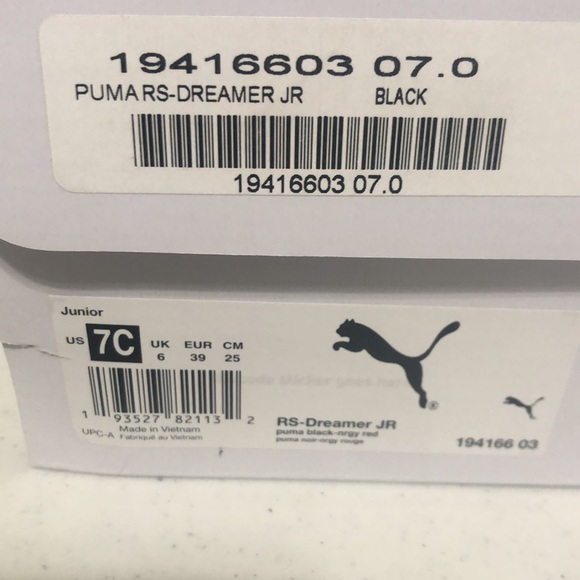 19416603 07.0
PUMA RS-DREAMER JR BLACK
19416603 07.0
Junior
US 7C UK 6 EUR 39 CM 25
1 93527 82113 2
UPC-A Made in Vietnam
Fabriqué au Vietnam
®
RS-Dreamer JR
puma black-nrgy red
puma noir-nrgy rouge
194166 03